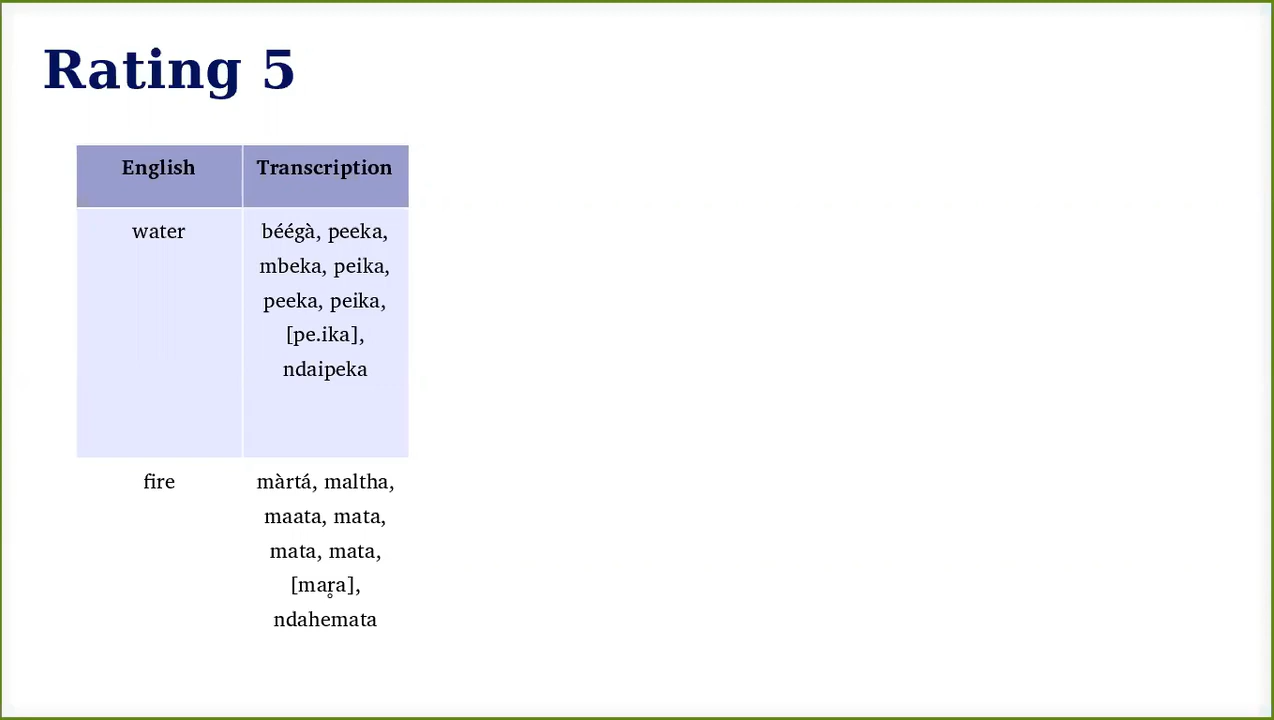 Rating 5
English Transcription
water béégà, peeka,
mbeka, peika,
peeka, peika,
[pe.ika],
ndaipeka
fire màrtá, maltha,
maata, mata,
mata, mata,
[mar̥a],
ndahemata